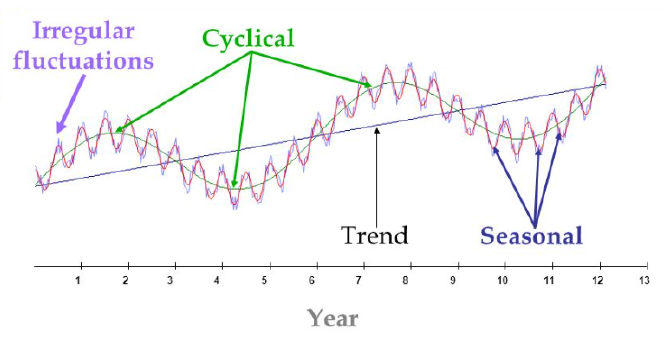 Irregular
fluctuations
Cyclical
Trend
Seasonal
1 2 3 4 5 6 7 8 9 10 11 12 13
Year